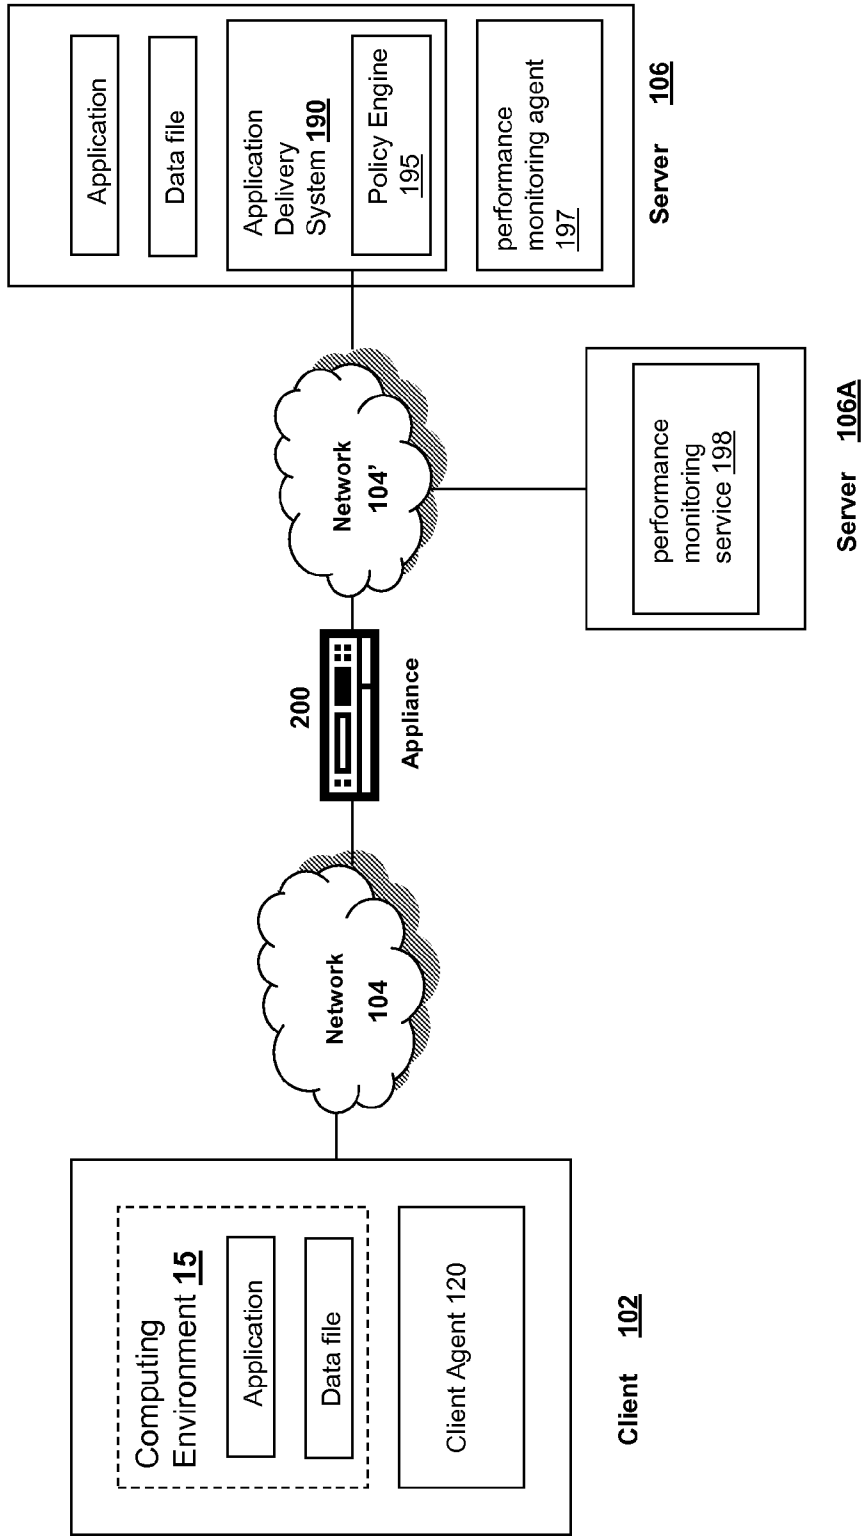 Computing
Environment 15
Application
Data file
Client Agent 120
Client 102
Network
104
200
Appliance
Network
104'
Application
Data file
Application
Delivery
System 190
Policy Engine
195
performance
monitoring agent
197
Server 106
performance
monitoring
service 198
Server 106A